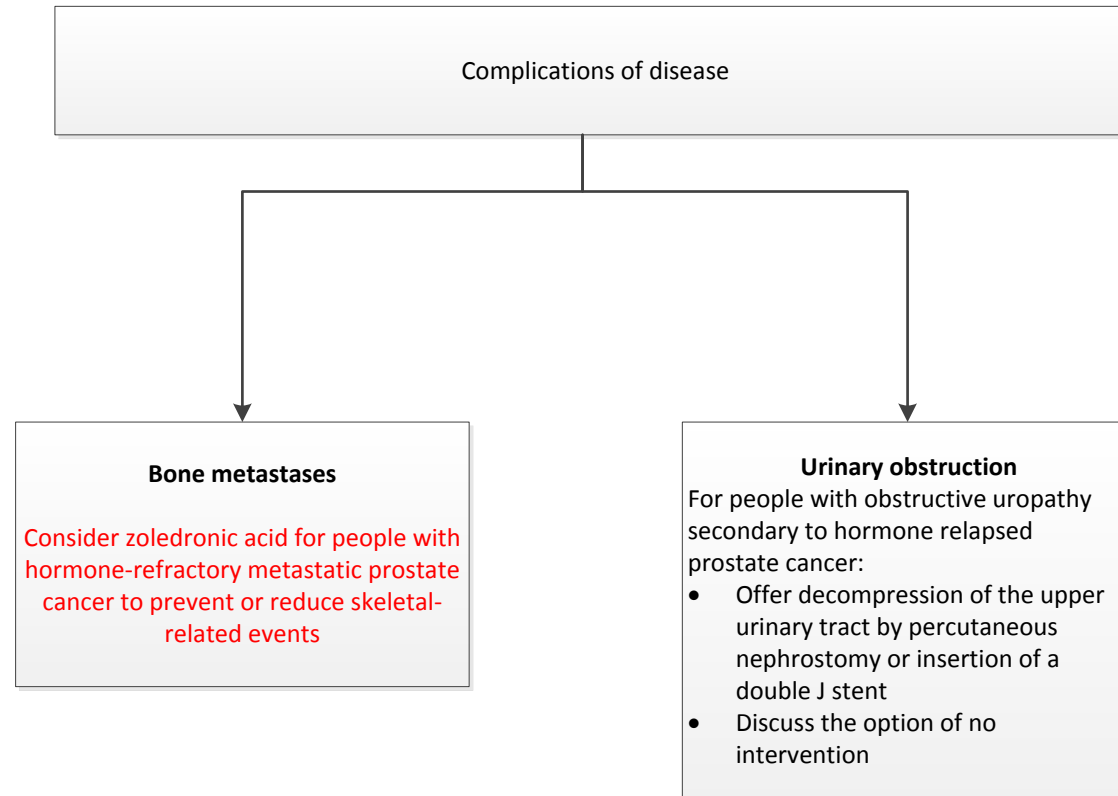 Complications of disease
Bone metastases
Consider zoledronic acid for people with
hormone-refractory metastatic prostate
cancer to prevent or reduce skeletal-
related events
Urinary obstruction
For people with obstructive uropathy
secondary to hormone relapsed
prostate cancer:
• Offer decompression of the upper
urinary tract by percutaneous
nephrostomy or insertion of a
double J stent
• Discuss the option of no
intervention